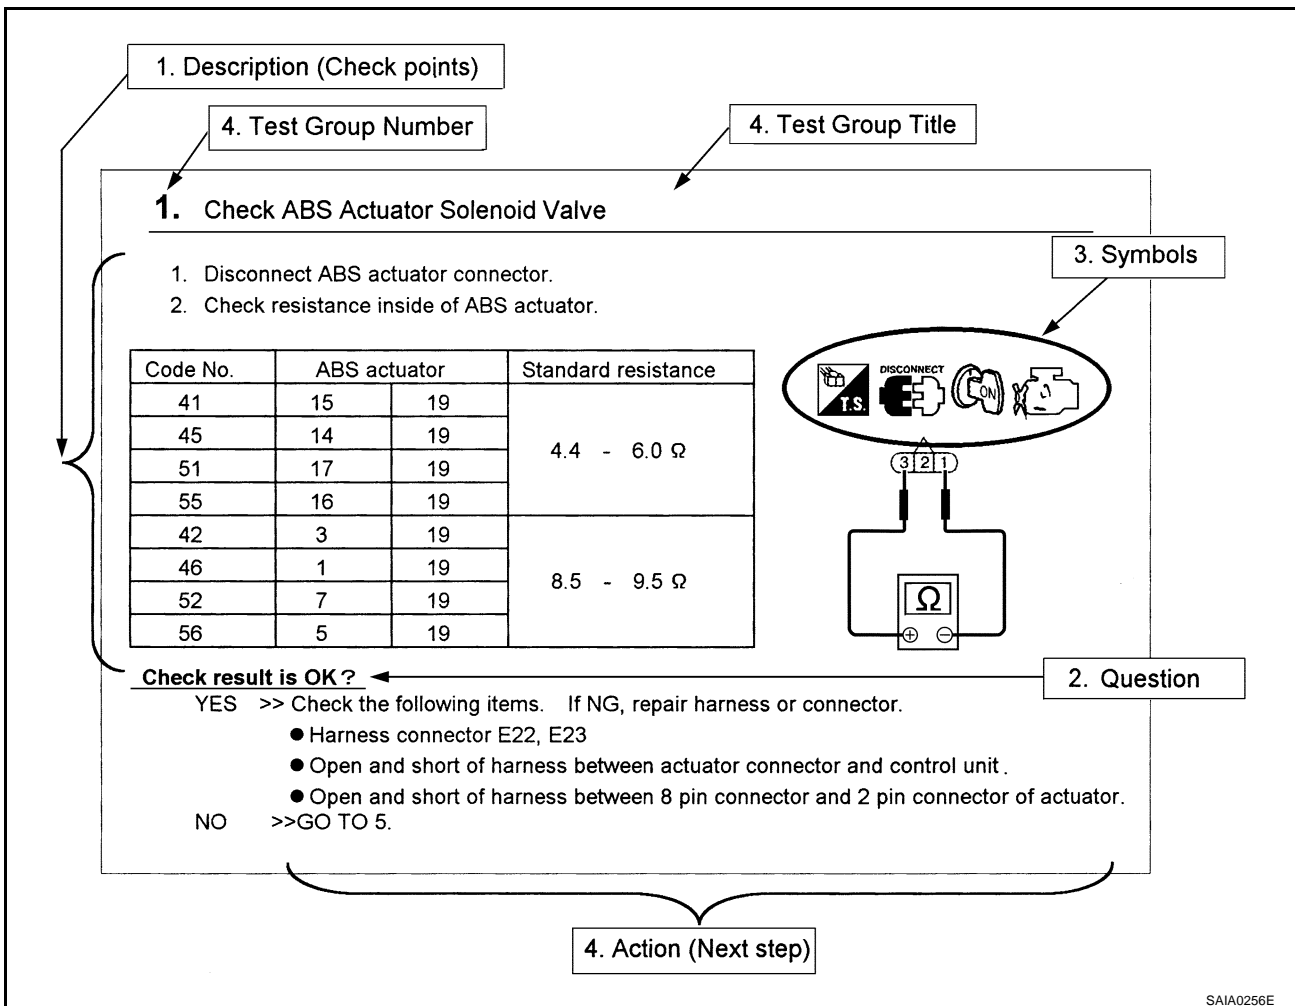 1. Description (Check points)
4. Test Group Number
4. Test Group Title
1. Check ABS Actuator Solenoid Valve
3. Symbols
1. Disconnect ABS actuator connector.
2. Check resistance inside of ABS actuator.
Code No. ABS actuator Standard resistance
41 15 19
45 14 19
4.4 - 6.0 Ω
51 17 19
55 16 19
42 3 19
46 1 19
8.5 - 9.5 Ω
52 7 19
56 5 19
DISCONNECT
T.S.
ON
3 2 1
Ω
+ −
Check result is OK?
2. Question
YES >> Check the following items. If NG, repair harness or connector.
● Harness connector E22, E23
● Open and short of harness between actuator connector and control unit.
● Open and short of harness between 8 pin connector and 2 pin connector of actuator.
NO >>GO TO 5.
4. Action (Next step)
SAIA0256E